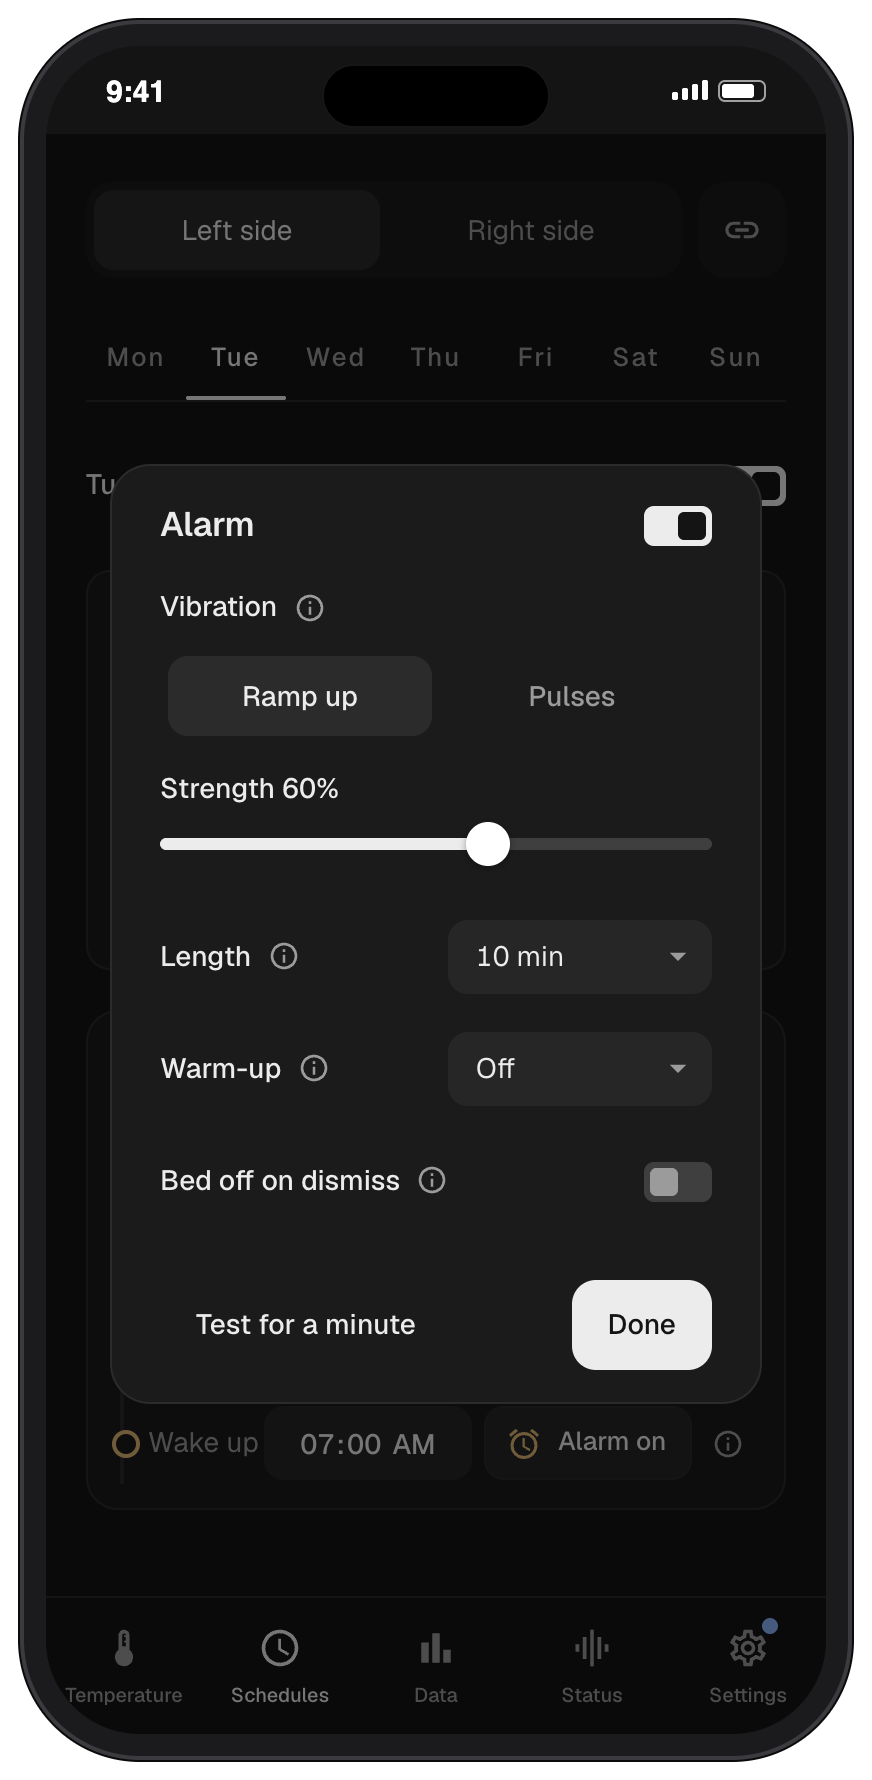 9:41
Left side Right side
Mon Tue Wed Thu Fri Sat Sun
Tu
Alarm
Vibration
Ramp up Pulses
Strength 60%
Length 10 min
Warm-up Off
Bed off on dismiss
Test for a minute Done
Wake up 07:00 AM Alarm on
Temperature Schedules Data Status Settings